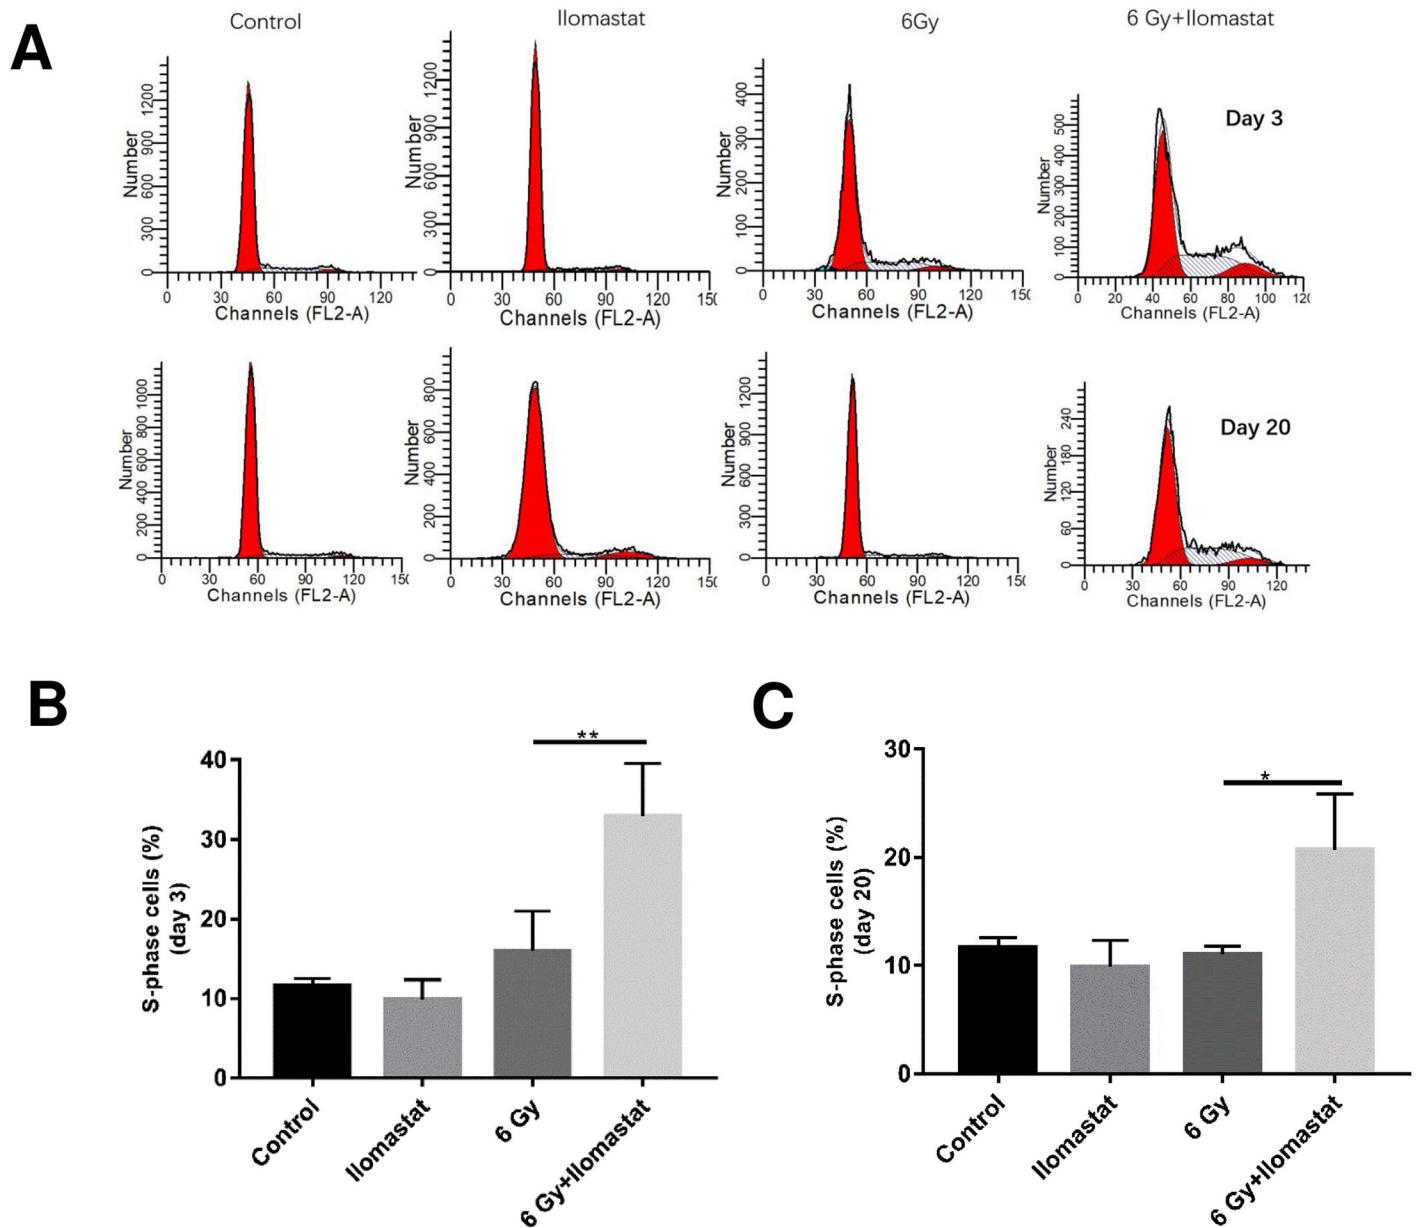 A
Control
Ilomastat
6Gy
6 Gy+Ilomastat
Number
0 300 600 900 1200
0 30 60 90 120
Channels (FL2-A)
Number
0 300 600 900 1200
0 30 60 90 120
Channels (FL2-A)
Number
0 100 200 300 400
0 30 60 90 120
Channels (FL2-A)
Day 3
Number
0 100 200 300 400 500
0 20 40 60 80 100
Channels (FL2-A)
Number
0 200 400 600 800 1000
0 30 60 90 120
Channels (FL2-A)
Number
0 200 400 600 800
0 30 60 90 120
Channels (FL2-A)
Number
0 300 600 900 1200
0 30 60 90 120
Channels (FL2-A)
Day 20
Number
0 60 120 180 240
0 30 60 90 120
Channels (FL2-A)
B
S-phase cells (%)
(day 3)
40
30
20
10
0
**
Control
Ilomastat
6 Gy
6 Gy+Ilomastat
C
S-phase cells (%)
(day 20)
30
20
10
0
*
Control
Ilomastat
6 Gy
6 Gy+Ilomastat